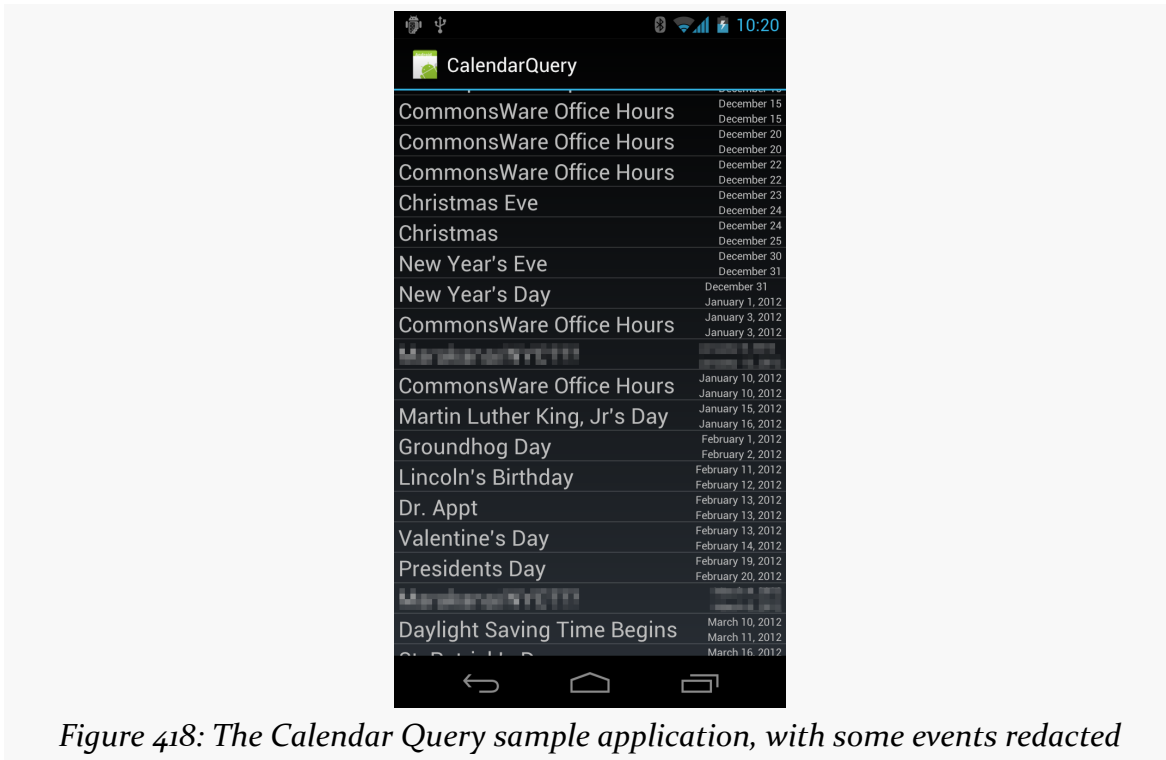 10:20
CalendarQuery
CommonsWare Office Hours
December 15
December 15
CommonsWare Office Hours
December 20
December 20
CommonsWare Office Hours
December 22
December 22
Christmas Eve
December 23
December 24
Christmas
December 24
December 25
New Year's Eve
December 30
December 31
New Year's Day
December 31
January 1, 2012
CommonsWare Office Hours
January 3, 2012
January 3, 2012
CommonsWare Office Hours
January 10, 2012
January 10, 2012
Martin Luther King, Jr's Day
January 15, 2012
January 16, 2012
Groundhog Day
February 1, 2012
February 2, 2012
Lincoln's Birthday
February 11, 2012
February 12, 2012
Dr. Appt
February 13, 2012
February 13, 2012
Valentine's Day
February 13, 2012
February 14, 2012
Presidents Day
February 19, 2012
February 20, 2012
Daylight Saving Time Begins
March 10, 2012
March 11, 2012
March 16, 2012
Figure 418: The Calendar Query sample application, with some events redacted